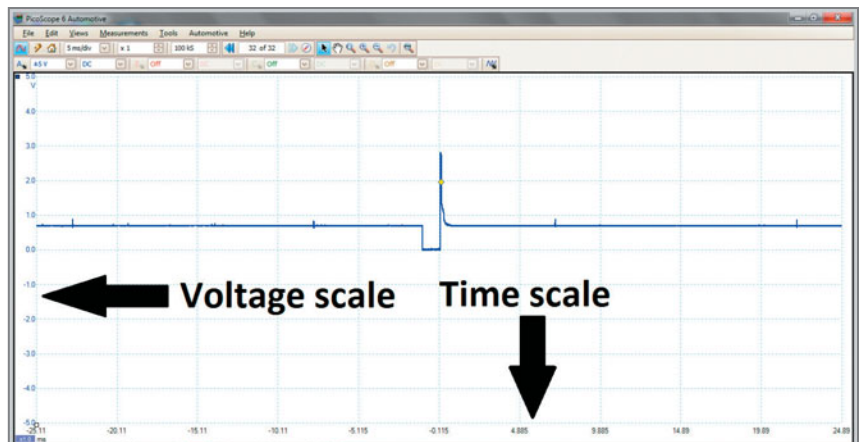 PicoScope 6 Automotive
File Edit Views Measurements Tools Automotive Help
5 ms/div x 1 100 kS 32 of 32
A ±5 V DC Off Off Off
5.0
V
4.0
3.0
2.0
1.0
0.0
-1.0
Voltage scale Time scale
-2.0
-3.0
-4.0
-5.0
-25.11 -20.11 -15.11 -10.11 -5.115 -0.115 4.885 9.885 14.89 19.89 24.89
x1.0 ms